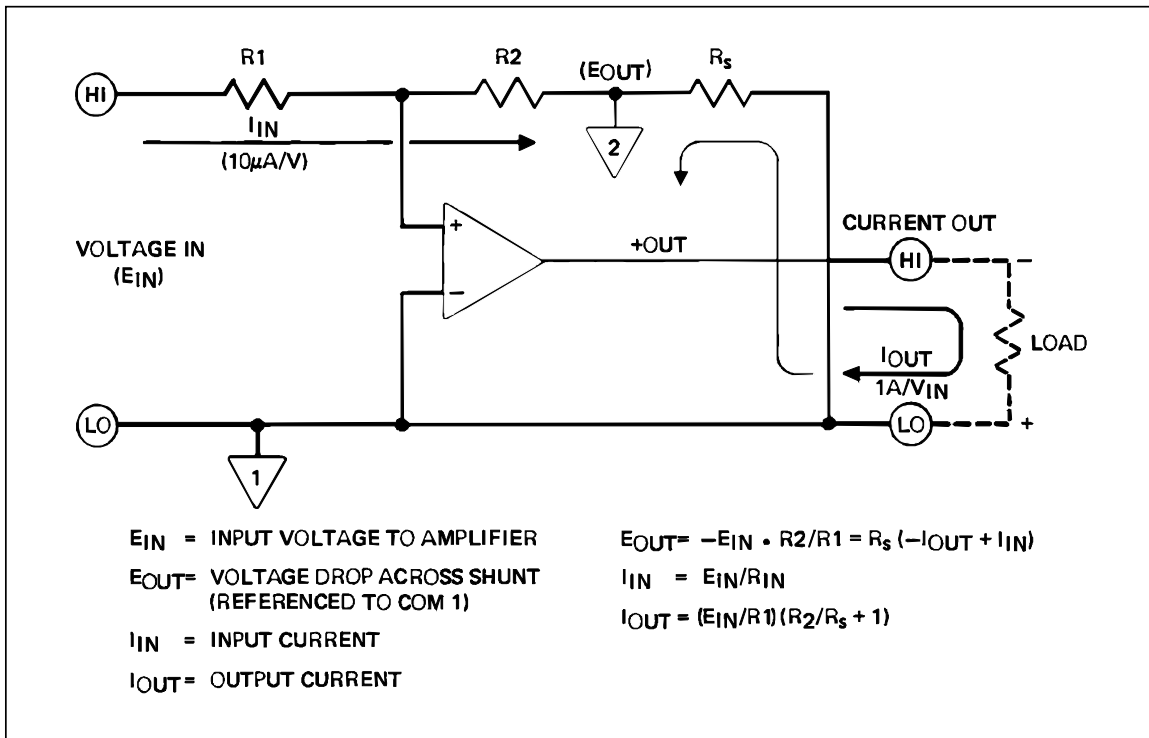 R1
R2
(EOUT)
Rs
HI
IIN
(10µA/V)
2
VOLTAGE IN
(EIN)
+
−
+OUT
CURRENT OUT
HI
−
LOAD
IOUT
1A/VIN
LO
LO
+
1
EIN = INPUT VOLTAGE TO AMPLIFIER
EOUT= VOLTAGE DROP ACROSS SHUNT
(REFERENCED TO COM 1)
IIN = INPUT CURRENT
IOUT= OUTPUT CURRENT
EOUT= −EIN • R2/R1 = Rs (−IOUT + IIN)
IIN = EIN/RIN
IOUT = (EIN/R1)(R2/Rs + 1)